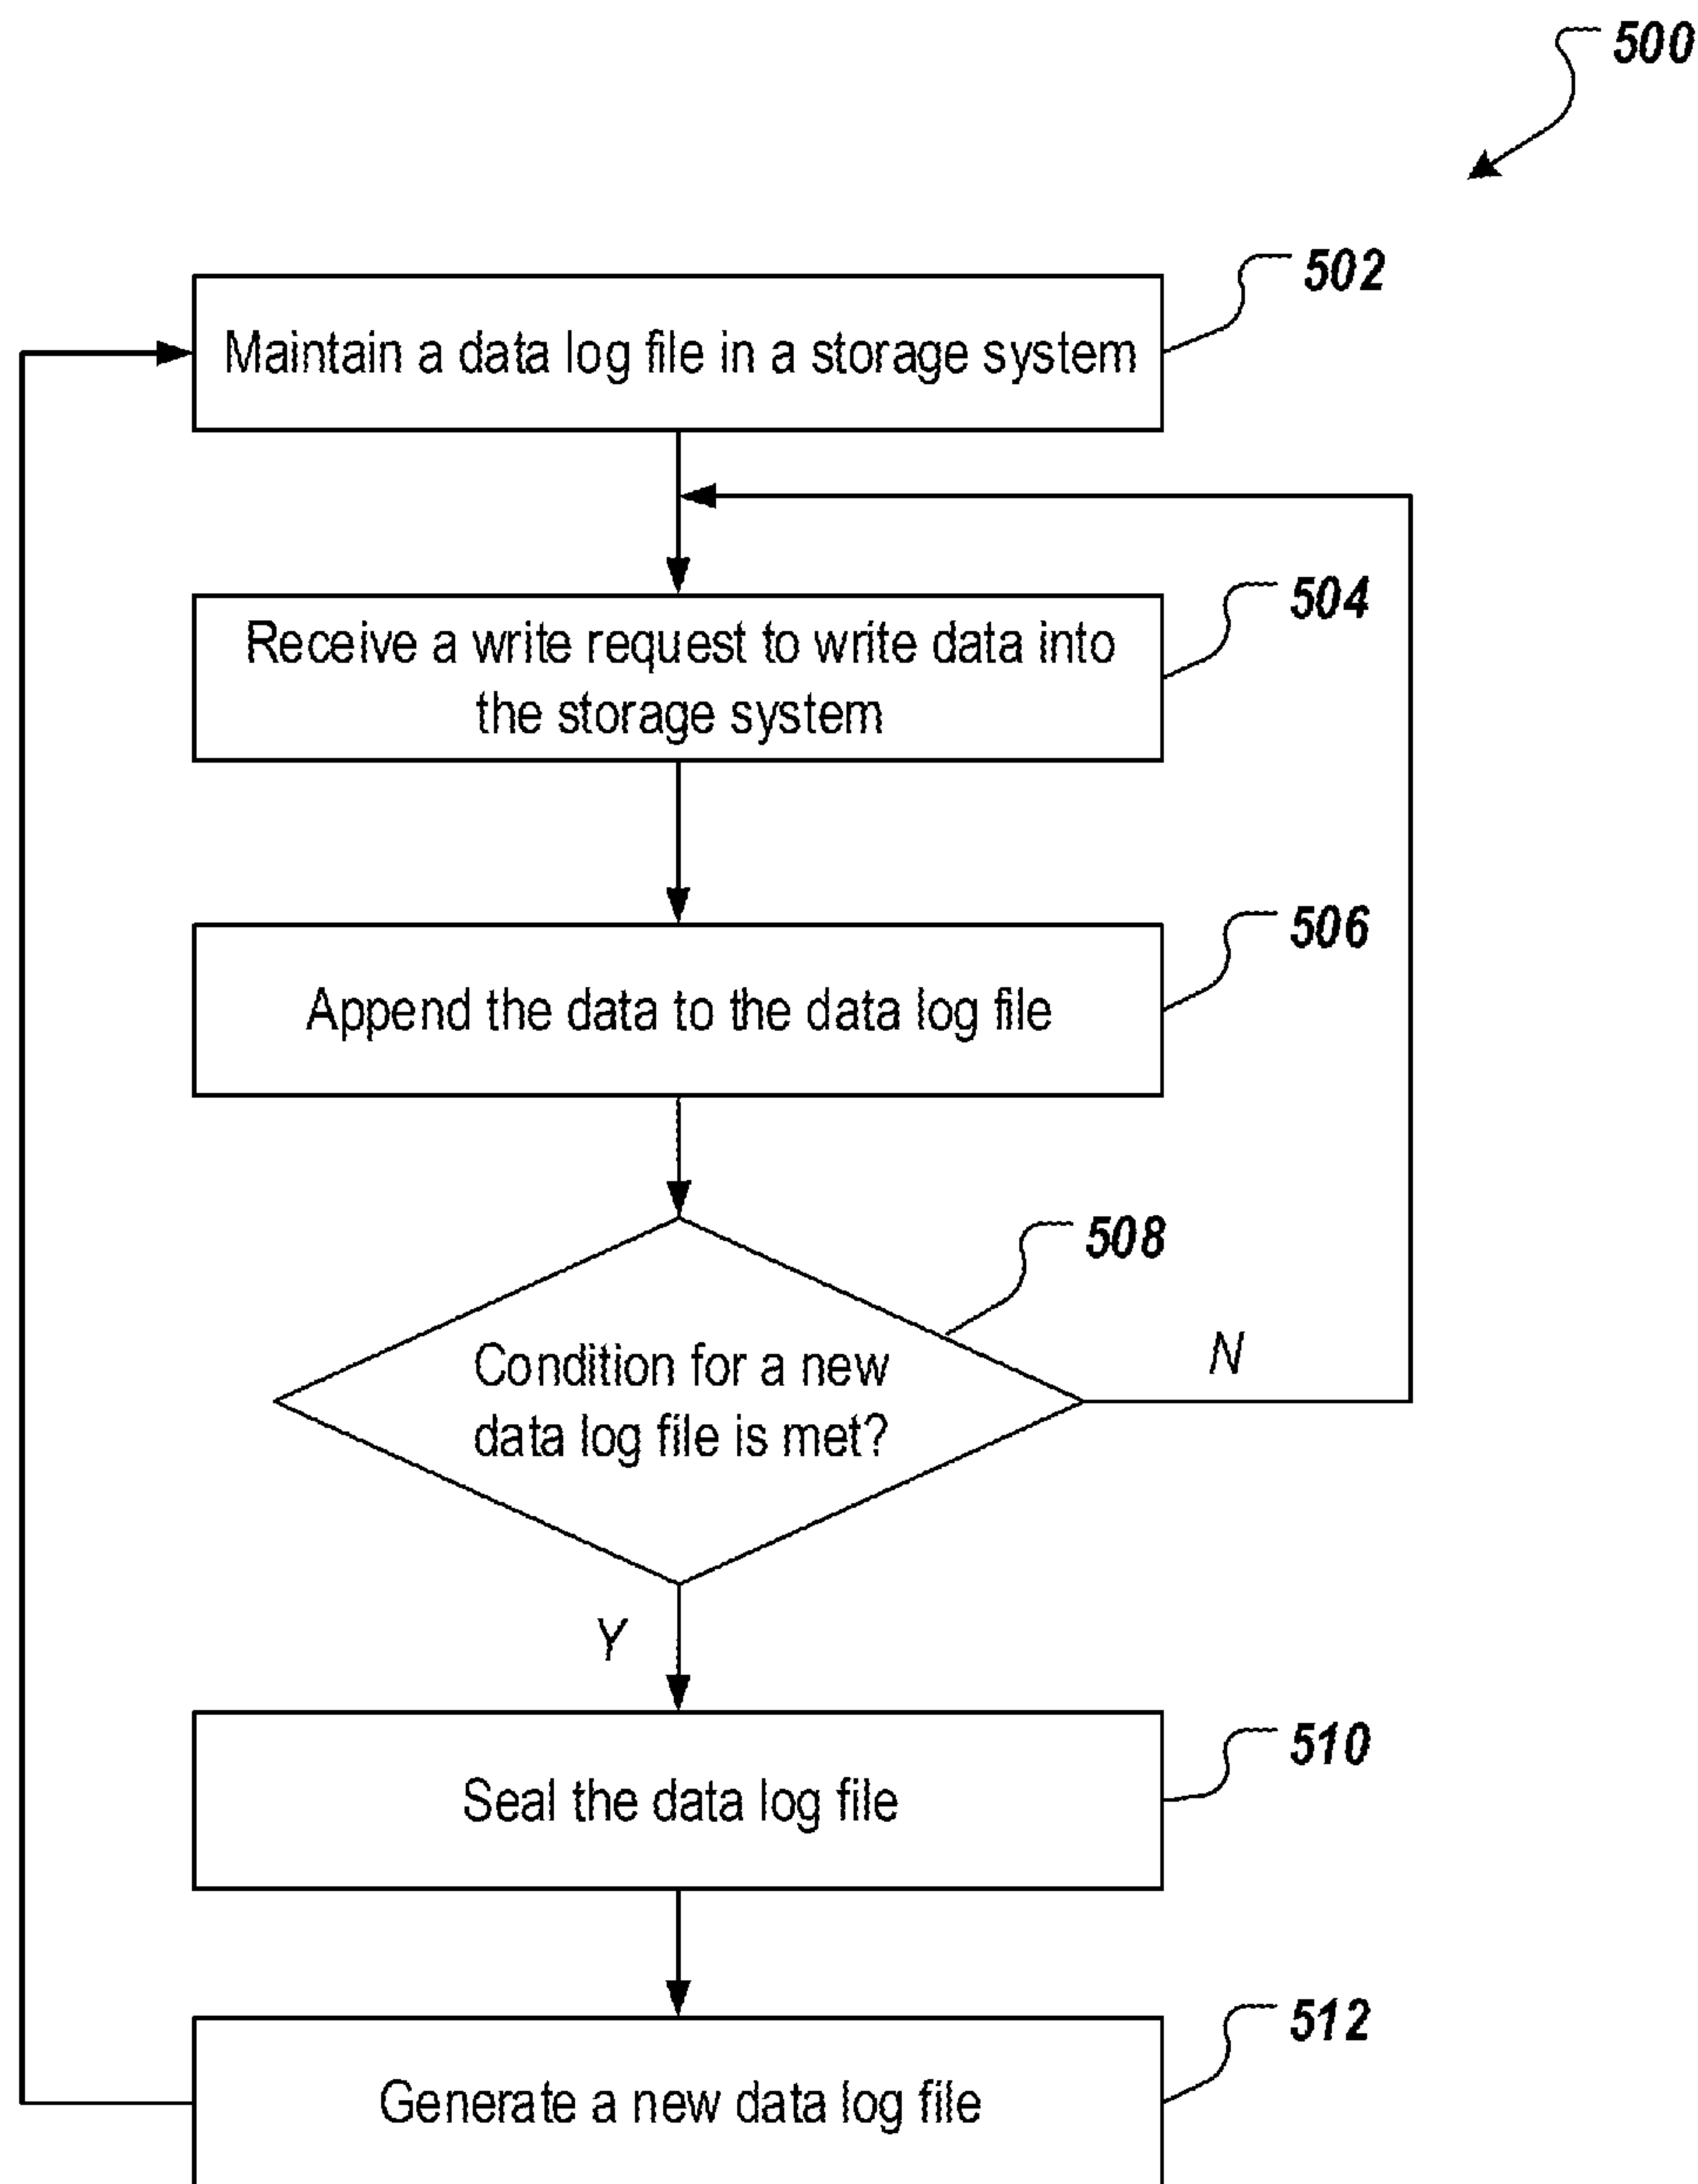 500
502
Maintain a data log file in a storage system
504
Receive a write request to write data into
the storage system
506
Append the data to the data log file
508
Condition for a new
data log file is met?
N
Y
510
Seal the data log file
512
Generate a new data log file